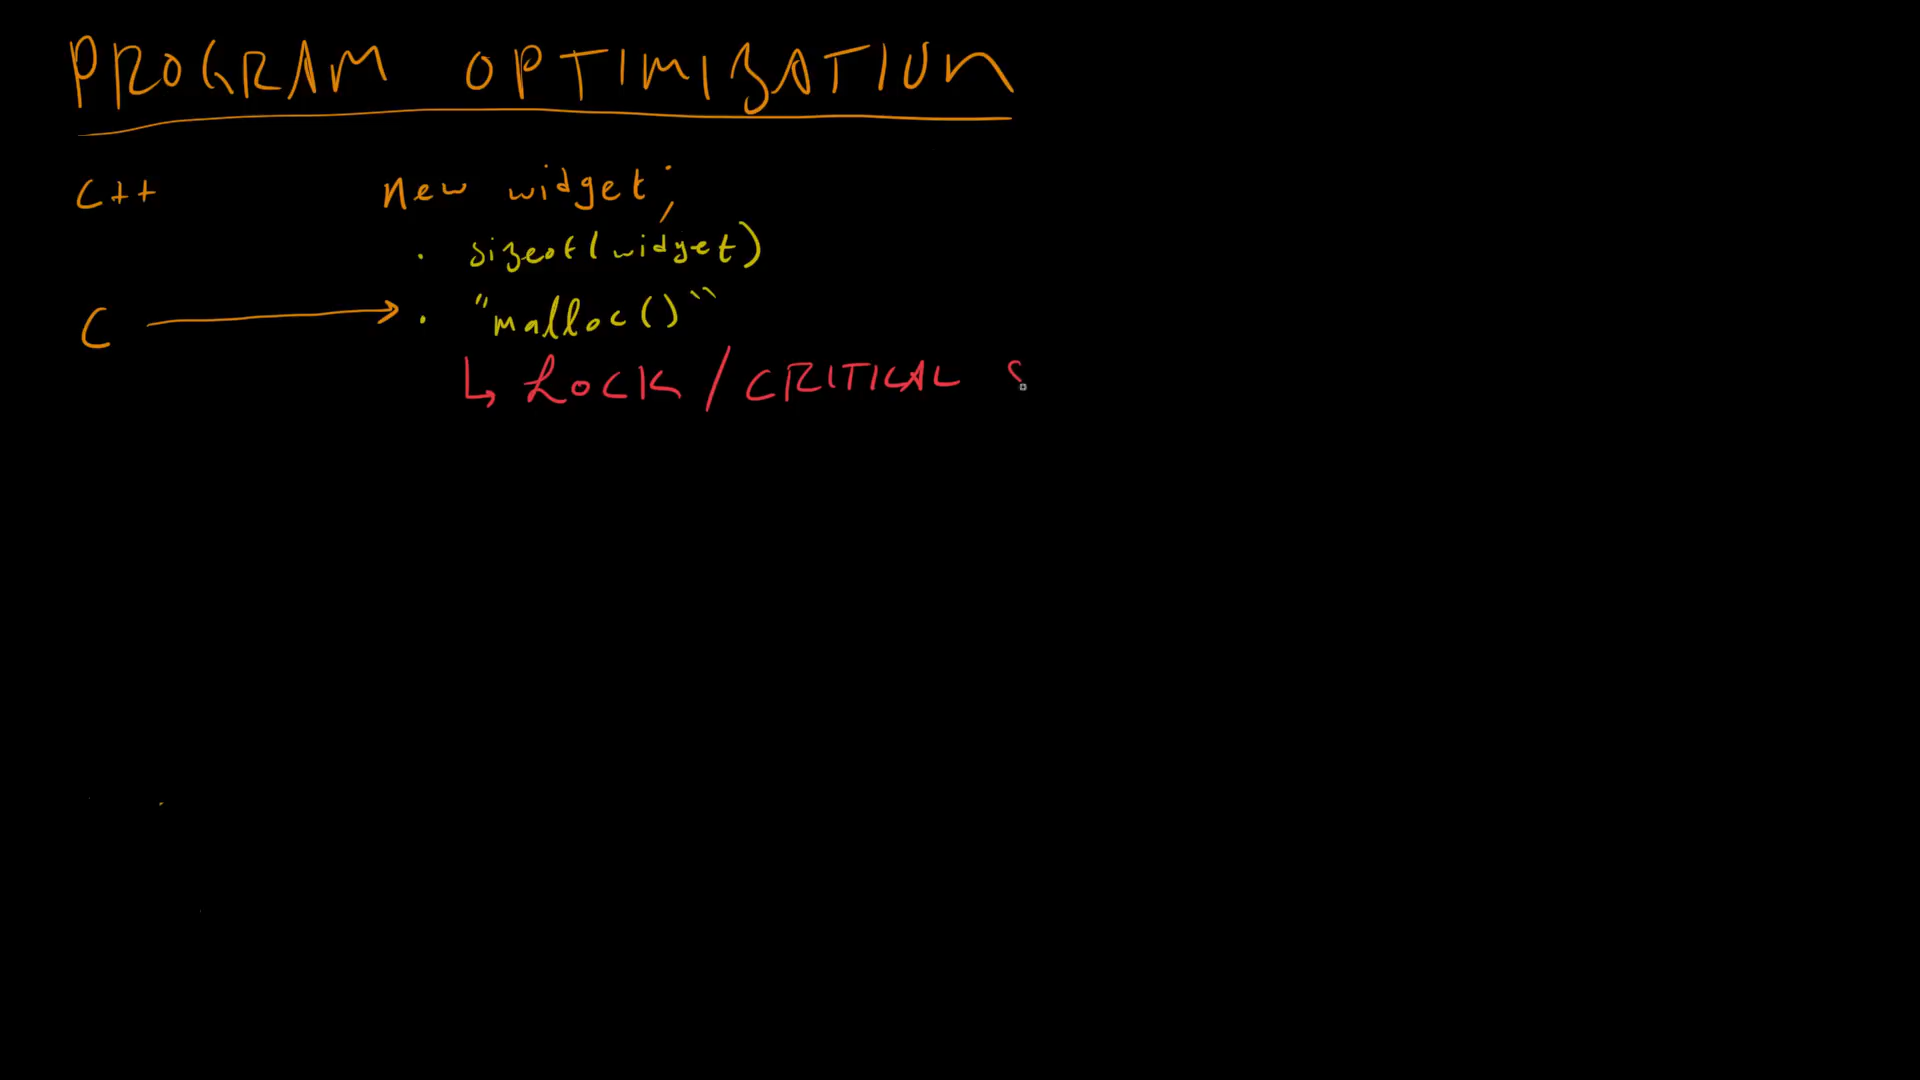 PROGRAM OPTIMIZATION
C++ new widget;
. sizeof(widget)
C → . "malloc()"
↳ LOCK / CRITICAL S